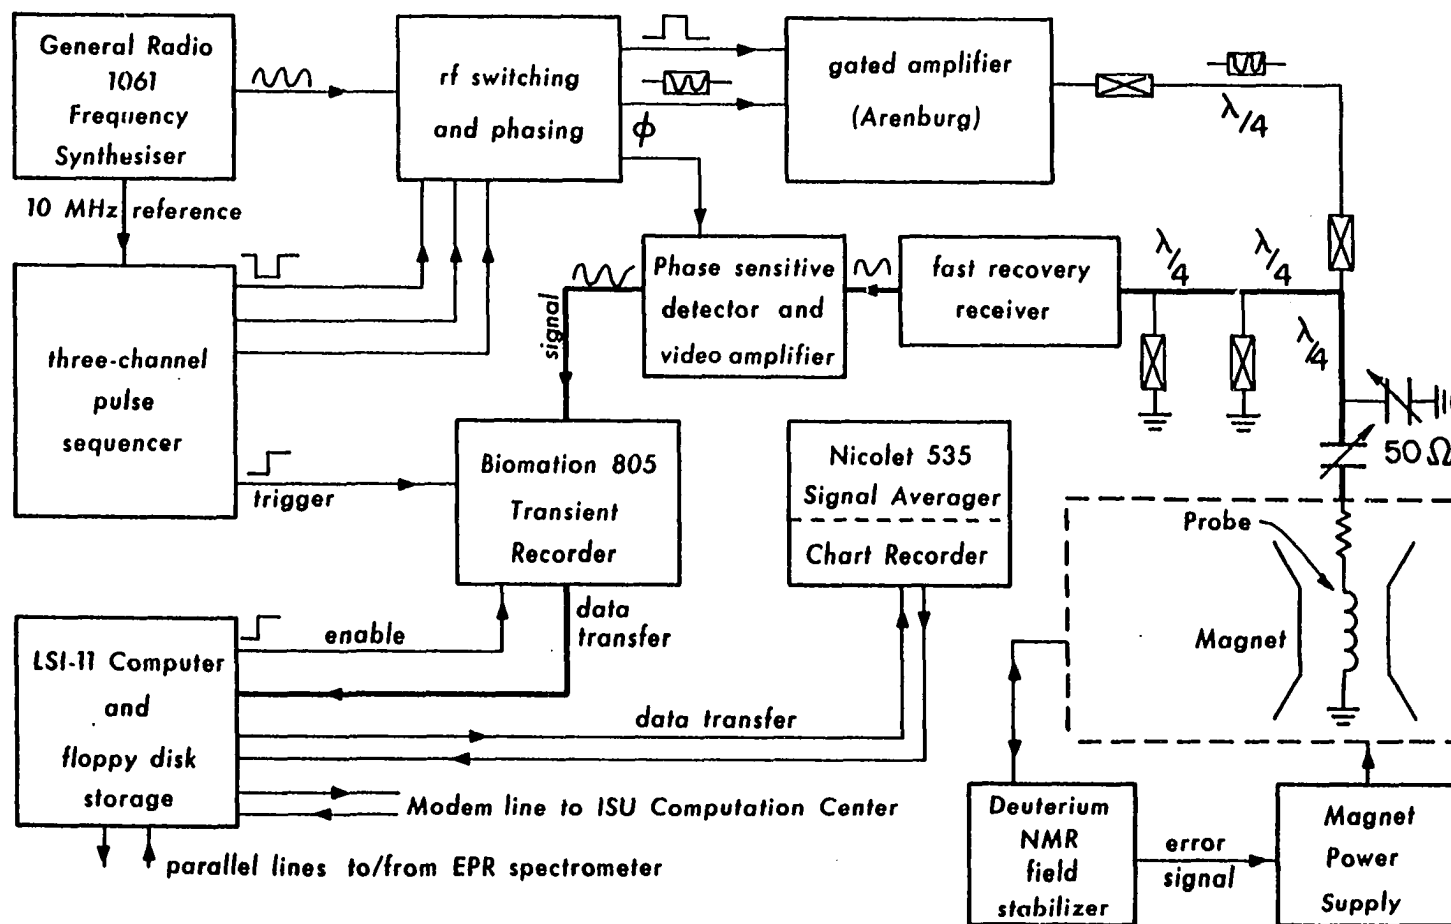 General Radio
1061
Frequency
Synthesiser
rf switching
and phasing
ϕ
gated amplifier
(Arenburg)
λ/4
10 MHz reference
three-channel
pulse
sequencer
trigger
signal
Phase sensitive
detector and
video amplifier
fast recovery
receiver
λ/4
λ/4
λ/4
50Ω
Biomation 805
Transient
Recorder
Nicolet 535
Signal Averager
Chart Recorder
Probe
Magnet
enable
data
transfer
LSI-11 Computer
and
floppy disk
storage
data transfer
Modem line to ISU Computation Center
parallel lines to/from EPR spectrometer
Deuterium
NMR
field
stabilizer
error
signal
Magnet
Power
Supply